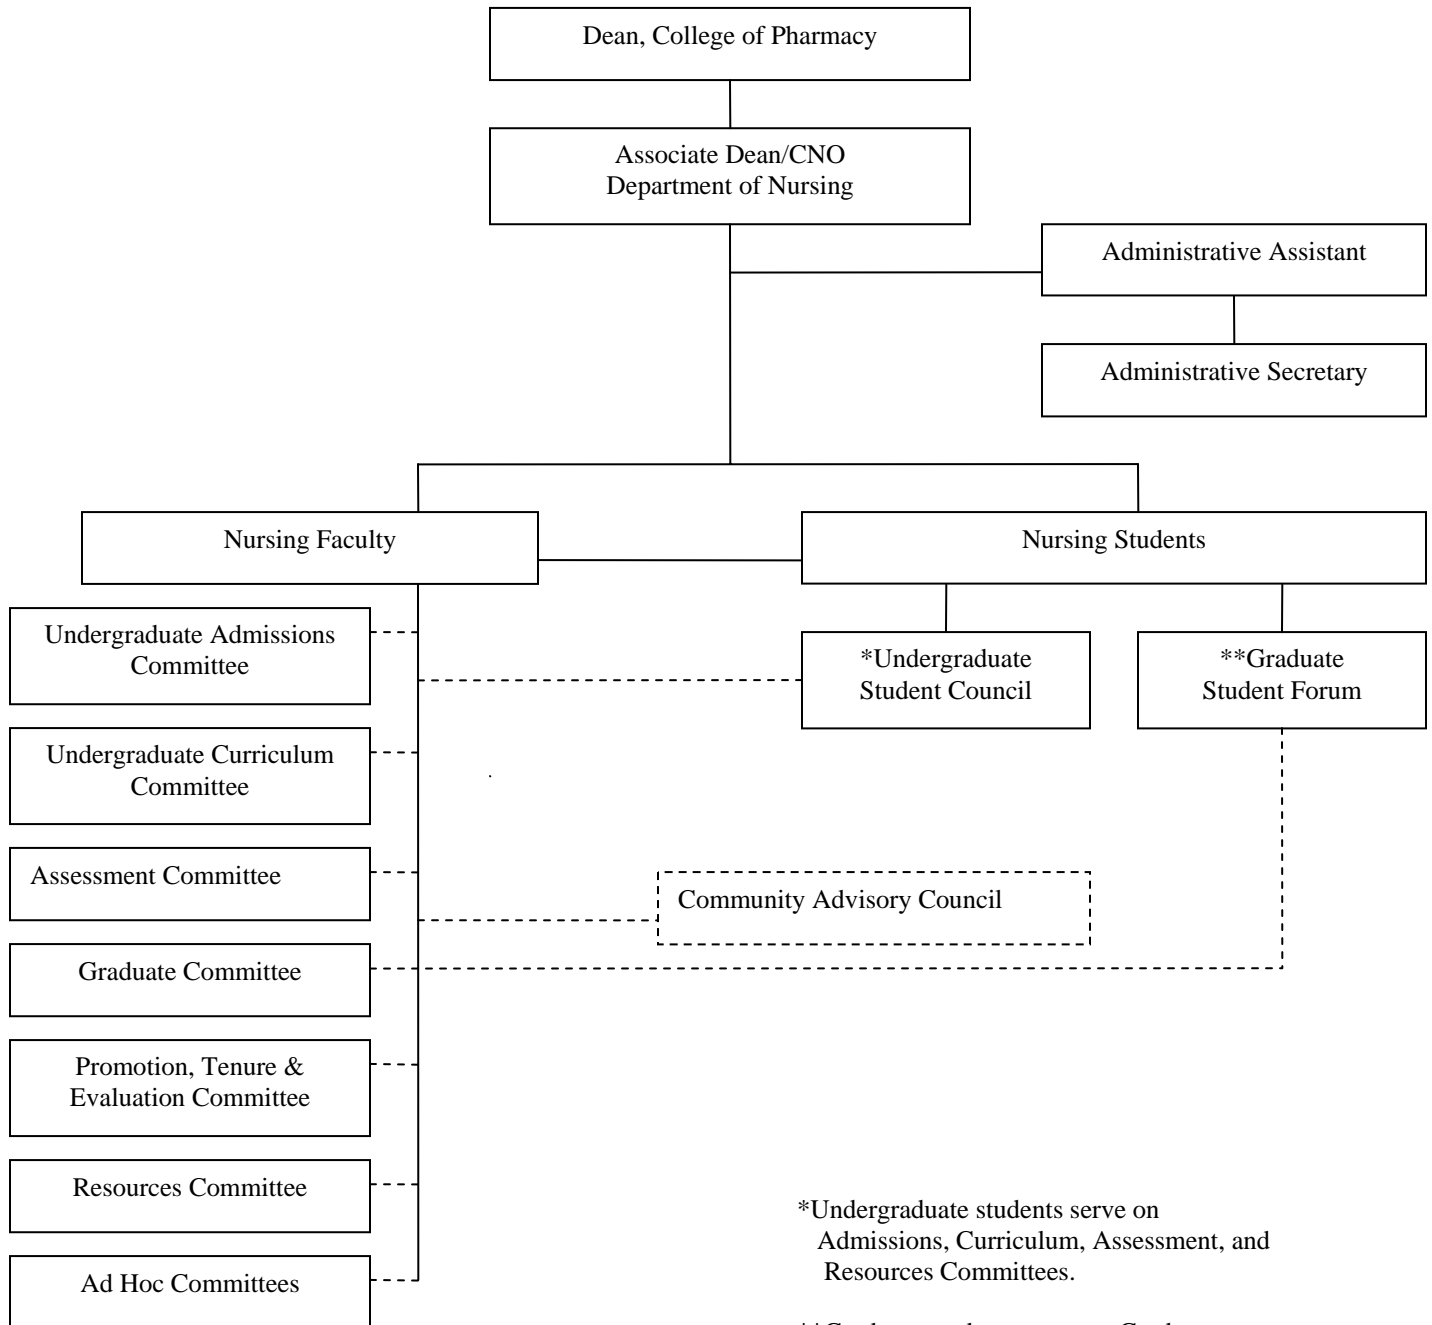 Dean, College of Pharmacy
Associate Dean/CNO
Department of Nursing
Administrative Assistant
Administrative Secretary
Nursing Faculty
Nursing Students
Undergraduate Admissions
Committee
*Undergraduate
Student Council
**Graduate
Student Forum
Undergraduate Curriculum
Committee
Assessment Committee
Community Advisory Council
Graduate Committee
Promotion, Tenure &
Evaluation Committee
Resources Committee
Ad Hoc Committees
*Undergraduate students serve on
Admissions, Curriculum, Assessment, and
Resources Committees.